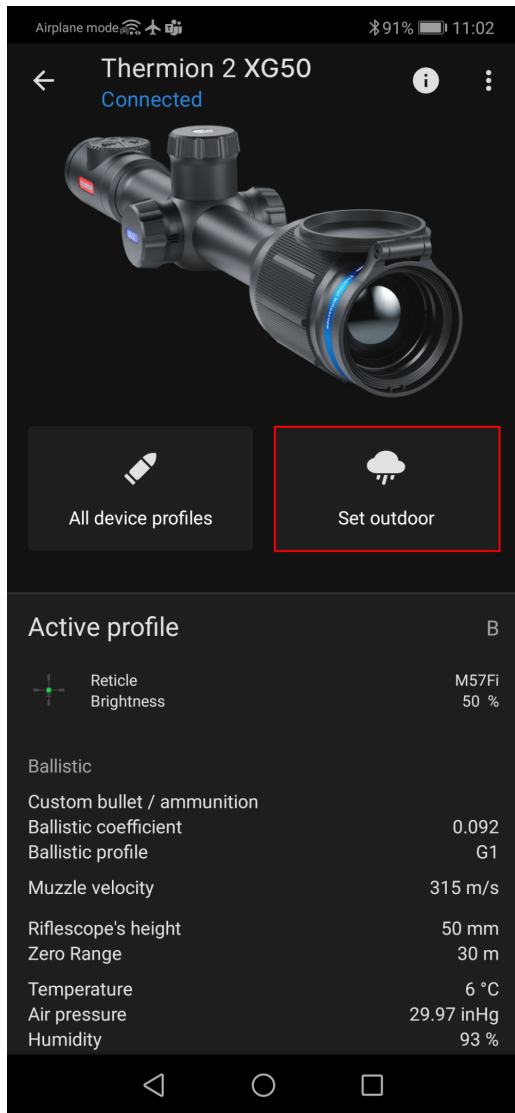 Airplane mode 91% 11:02
Thermion 2 XG50
Connected
All device profiles
Set outdoor
Active profile B
Reticle M57Fi
Brightness 50 %
Ballistic
Custom bullet / ammunition
Ballistic coefficient 0.092
Ballistic profile G1
Muzzle velocity 315 m/s
Riflescope's height 50 mm
Zero Range 30 m
Temperature 6 °C
Air pressure 29.97 inHg
Humidity 93 %